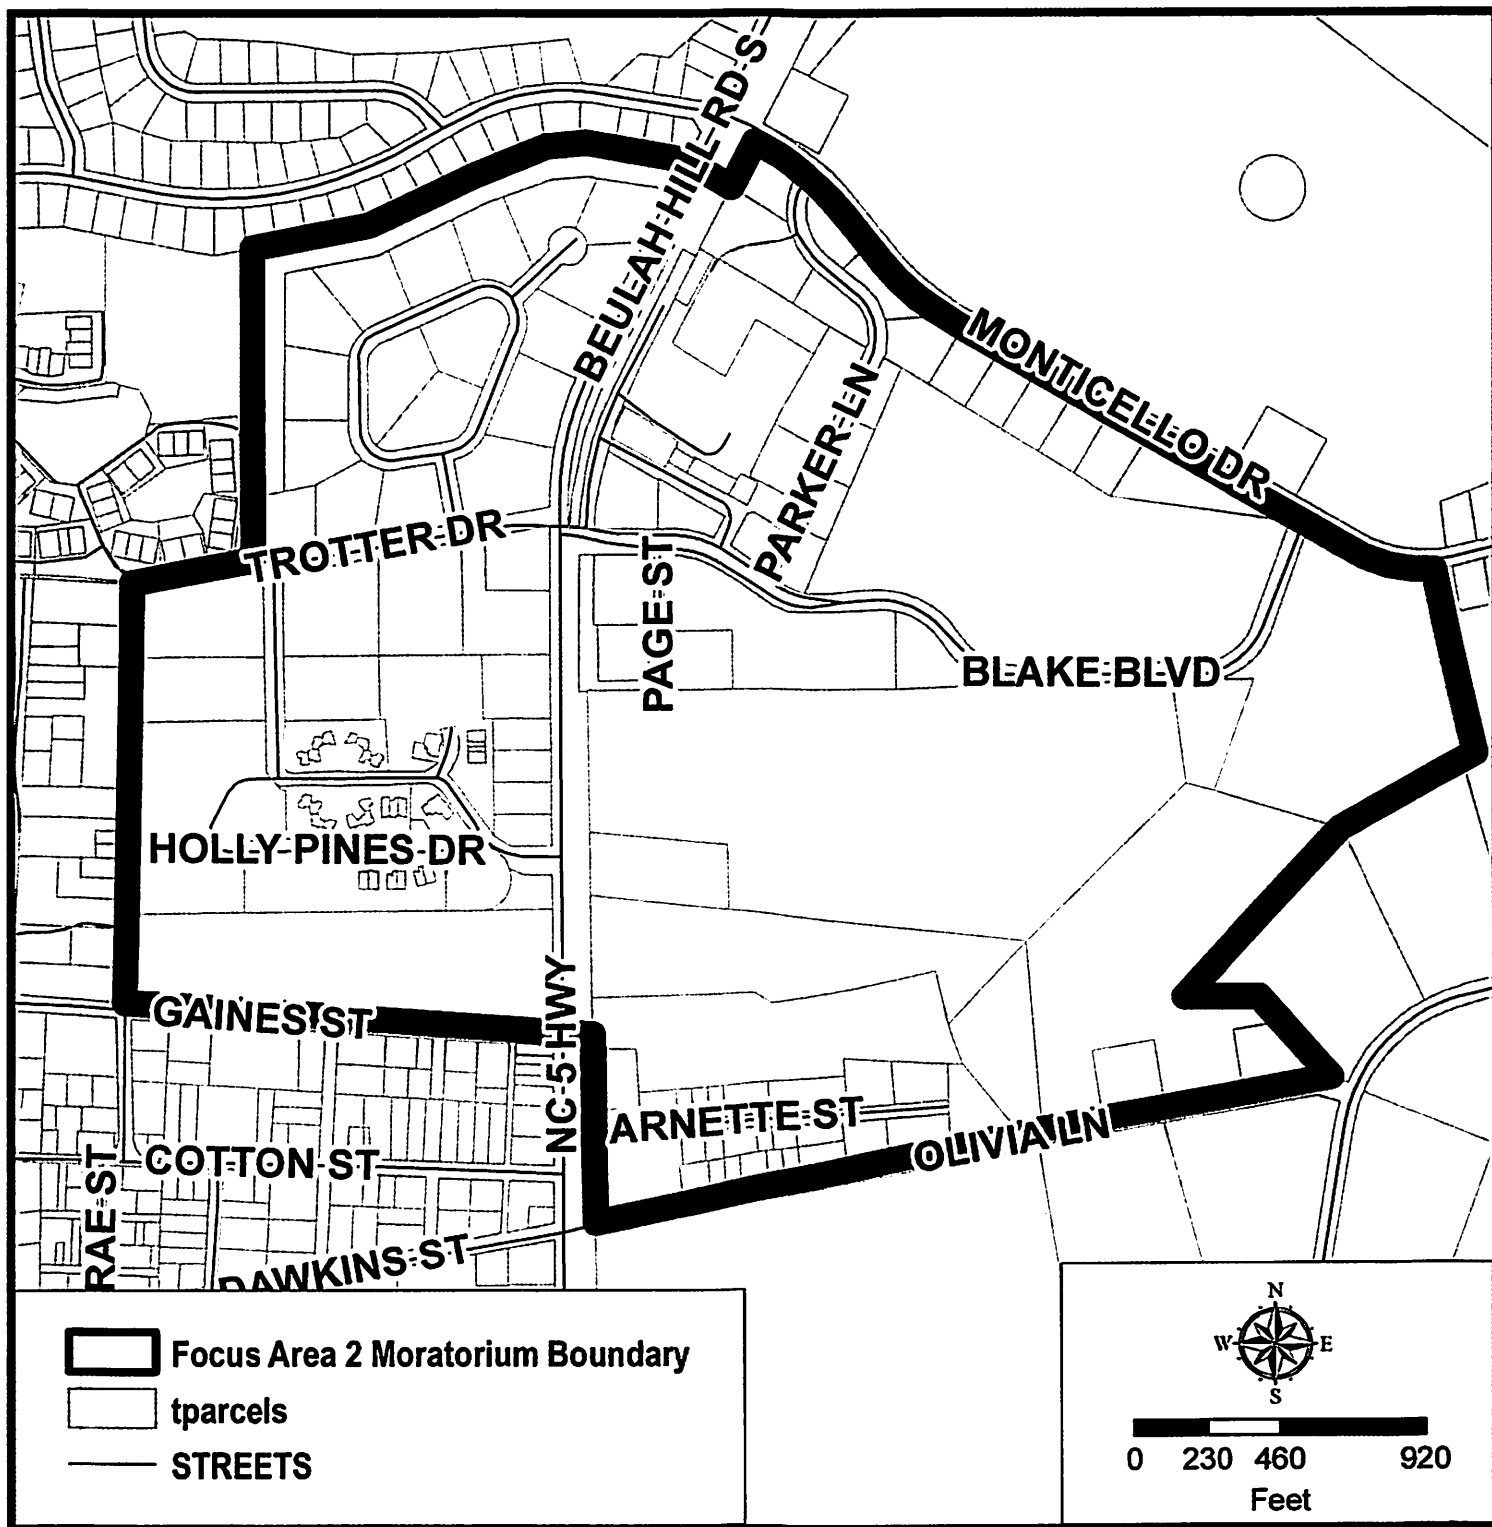 BEULAH HILL RD S
MONTICELLO DR
PARKER LN
TROTTER DR
PAGE ST
BLAKE BLVD
HOLLY PINES DR
NC 5 HWY
GAINES ST
ARNETTE ST
OLIVIA LN
COTTON ST
RAE ST
DAWKINS ST
Focus Area 2 Moratorium Boundary
tparcels
STREETS
N
W E
S
0 230 460 920
Feet